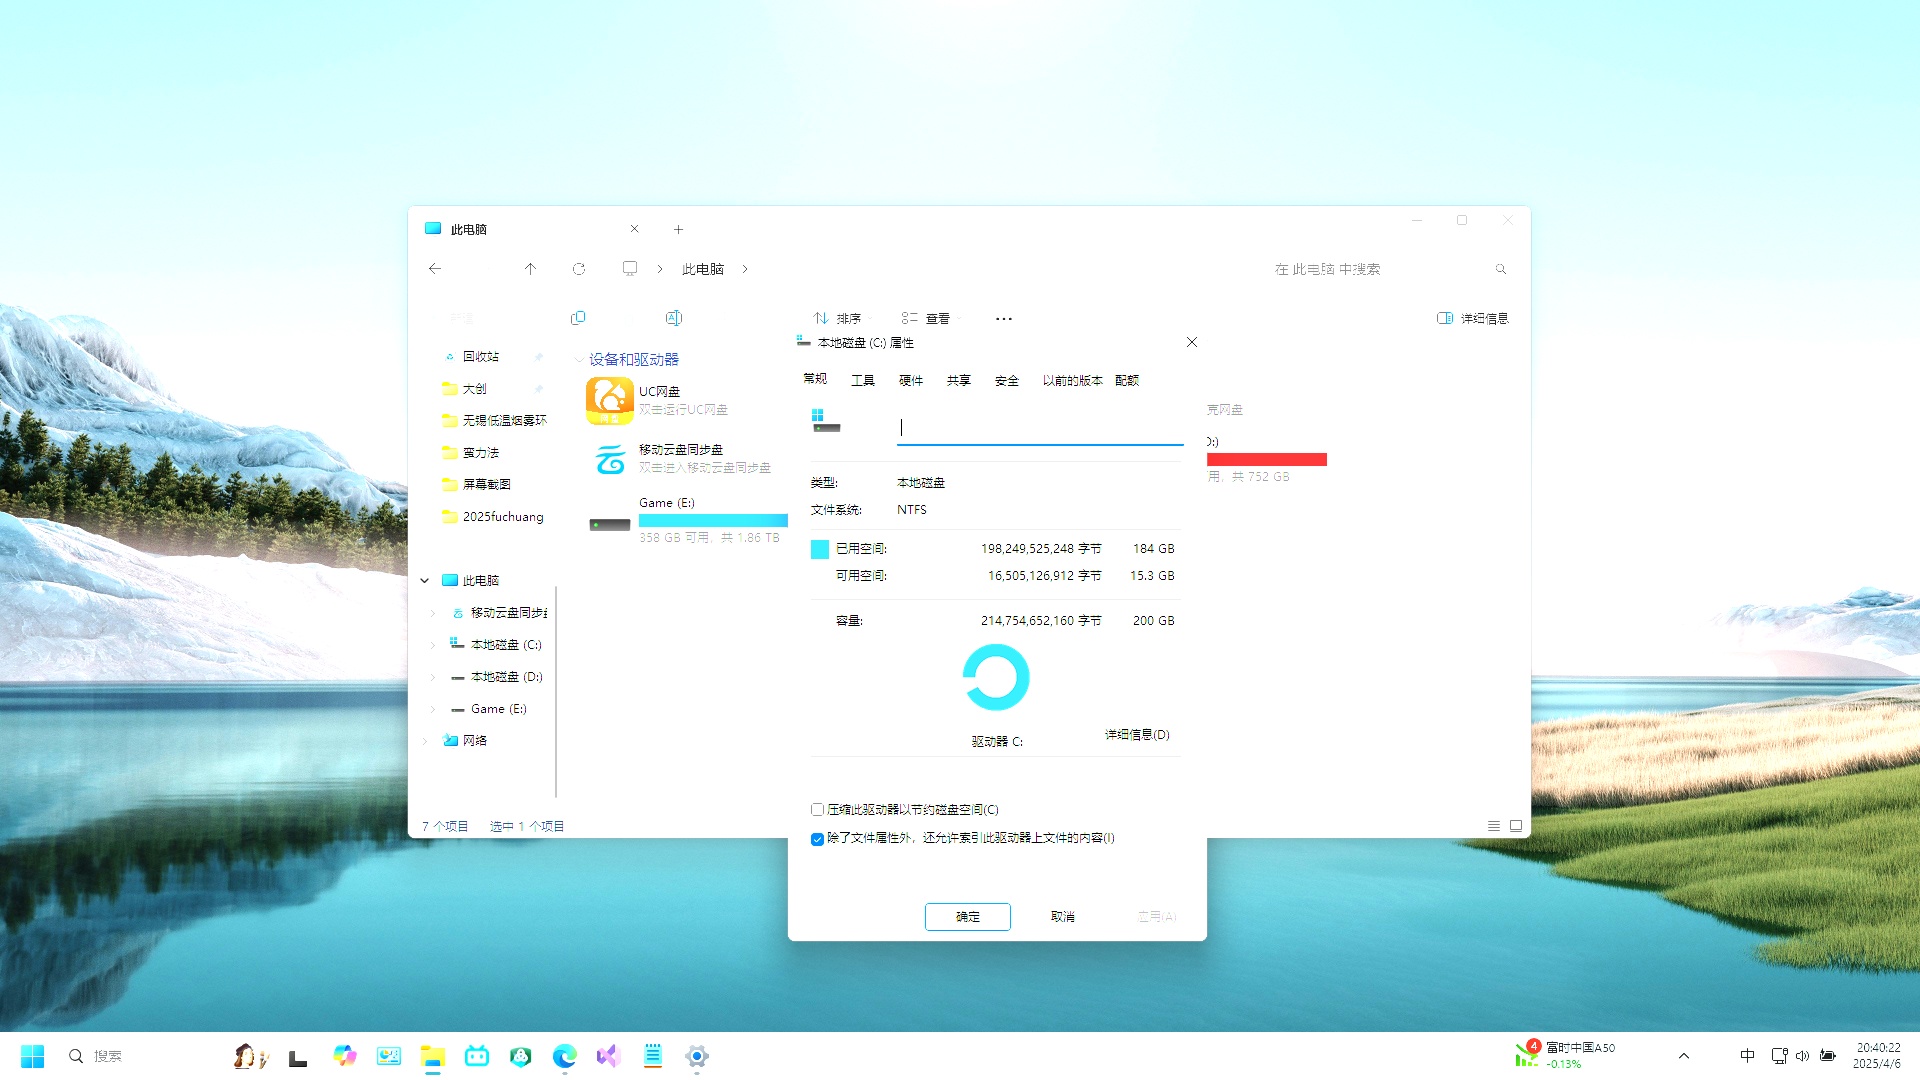 此电脑
此电脑
在 此电脑 中搜索
排序
查看
详细信息
回收站
大创
无锡低温烟雾环
蛮力法
屏幕截图
2025fuchuang
此电脑
移动云盘同步盘
本地磁盘 (C:)
本地磁盘 (D:)
Game (E:)
网络
设备和驱动器
UC网盘
双击运行UC网盘
移动云盘同步盘
双击进入移动云盘同步盘
Game (E:)
358 GB 可用，共 1.86 TB
克网盘
D:)
用，共 752 GB
7 个项目 选中 1 个项目
本地磁盘 (C:) 属性
常规 工具 硬件 共享 安全 以前的版本 配额
类型: 本地磁盘
文件系统: NTFS
已用空间: 198,249,525,248 字节 184 GB
可用空间: 16,505,126,912 字节 15.3 GB
容量: 214,754,652,160 字节 200 GB
驱动器 C:
详细信息(D)
压缩此驱动器以节约磁盘空间(C)
除了文件属性外，还允许索引此驱动器上文件的内容(I)
确定 取消 应用(A)
搜索
4
富时中国A50
-0.13%
中
20:40:22
2025/4/6